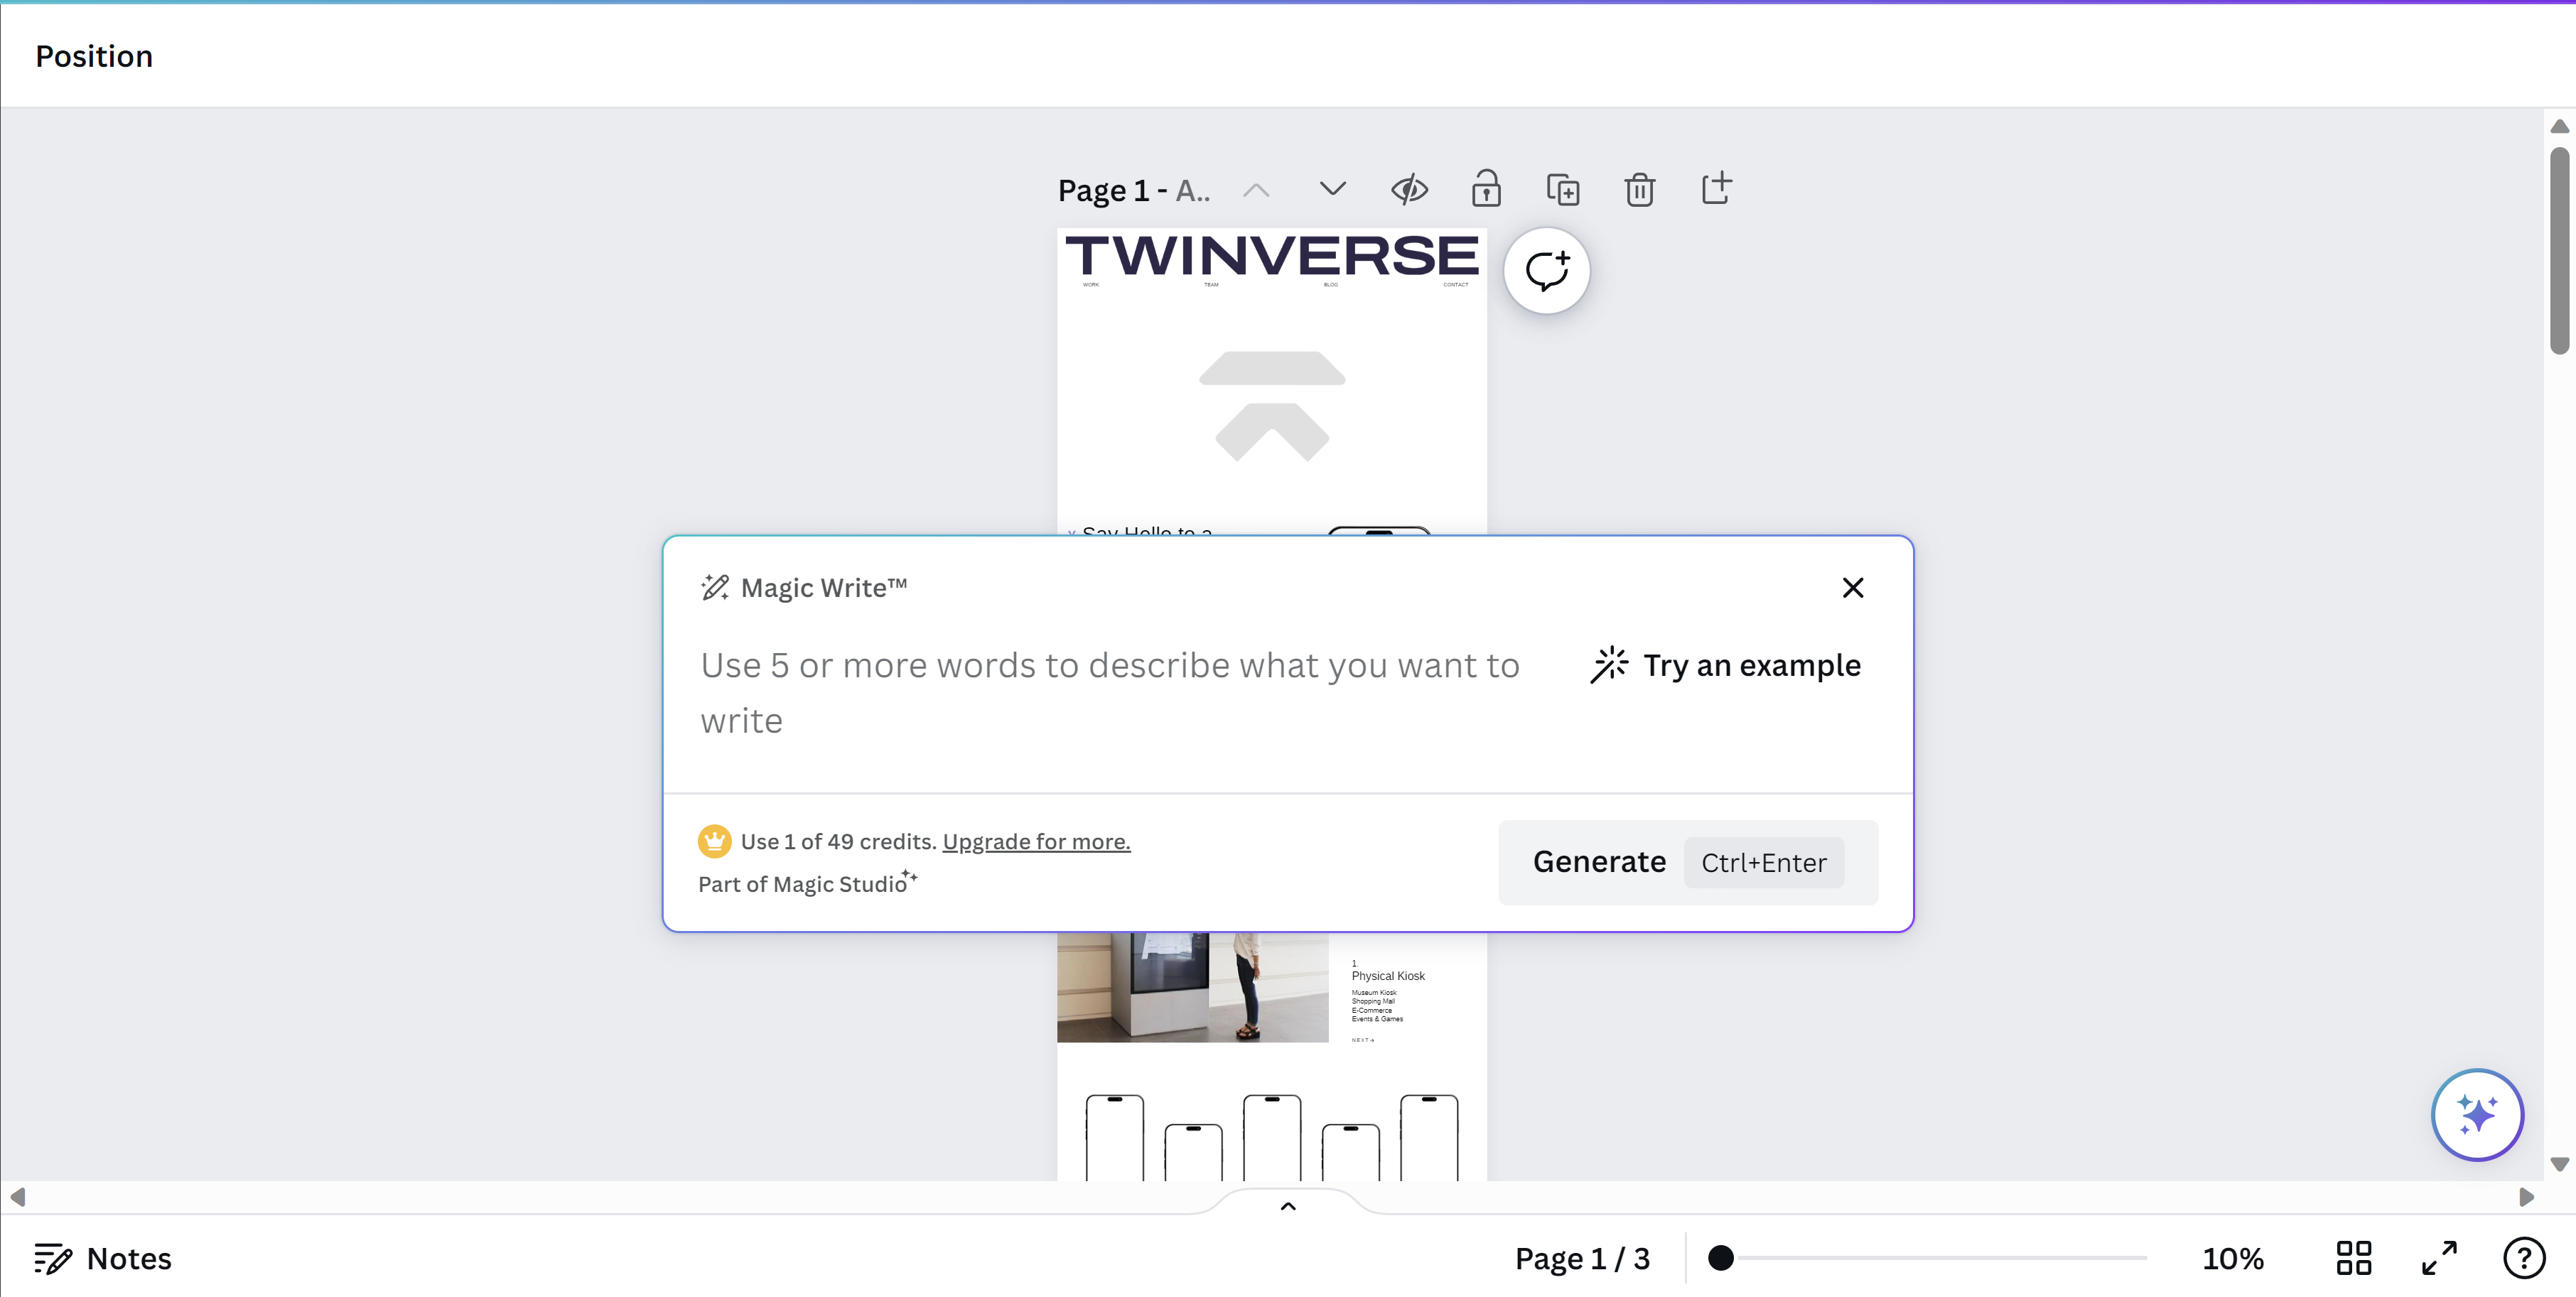 Position
Page 1 - A..
TWINVERSE
WORK TEAM BLOG CONTACT
Say Hello to a
Magic Write™
Use 5 or more words to describe what you want to
write
Try an example
Use 1 of 49 credits. Upgrade for more.
Part of Magic Studio
Generate Ctrl+Enter
1.
Physical Kiosk
Museum Kiosk
Shopping Mall
E-Commerce
Events & Games
NEXT→
Notes
Page 1 / 3
10%